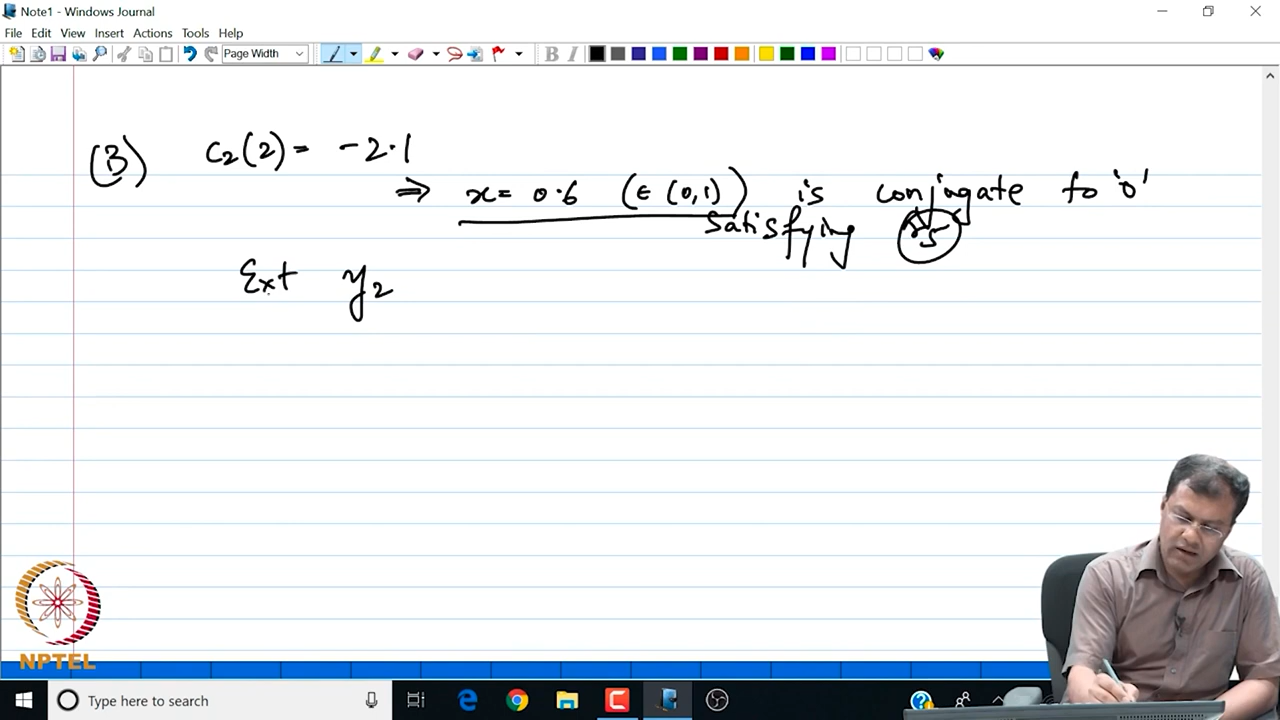 Note1 - Windows Journal
File Edit View Insert Actions Tools Help
Page Width
(B) C₂(2) = -2.1
⇒ x = 0.6 (∈ (0,1)) is conjugate to '0'
satisfying
Ext y₂
NPTEL
Type here to search